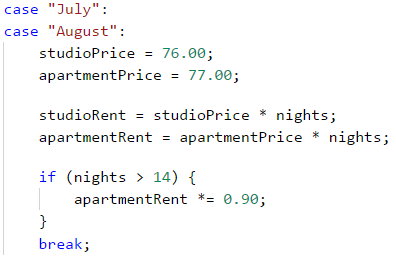 case "July":
case "August":
    studioPrice = 76.00;
    apartmentPrice = 77.00;

    studioRent = studioPrice * nights;
    apartmentRent = apartmentPrice * nights;

    if (nights > 14) {
        apartmentRent *= 0.90;
    }
    break;